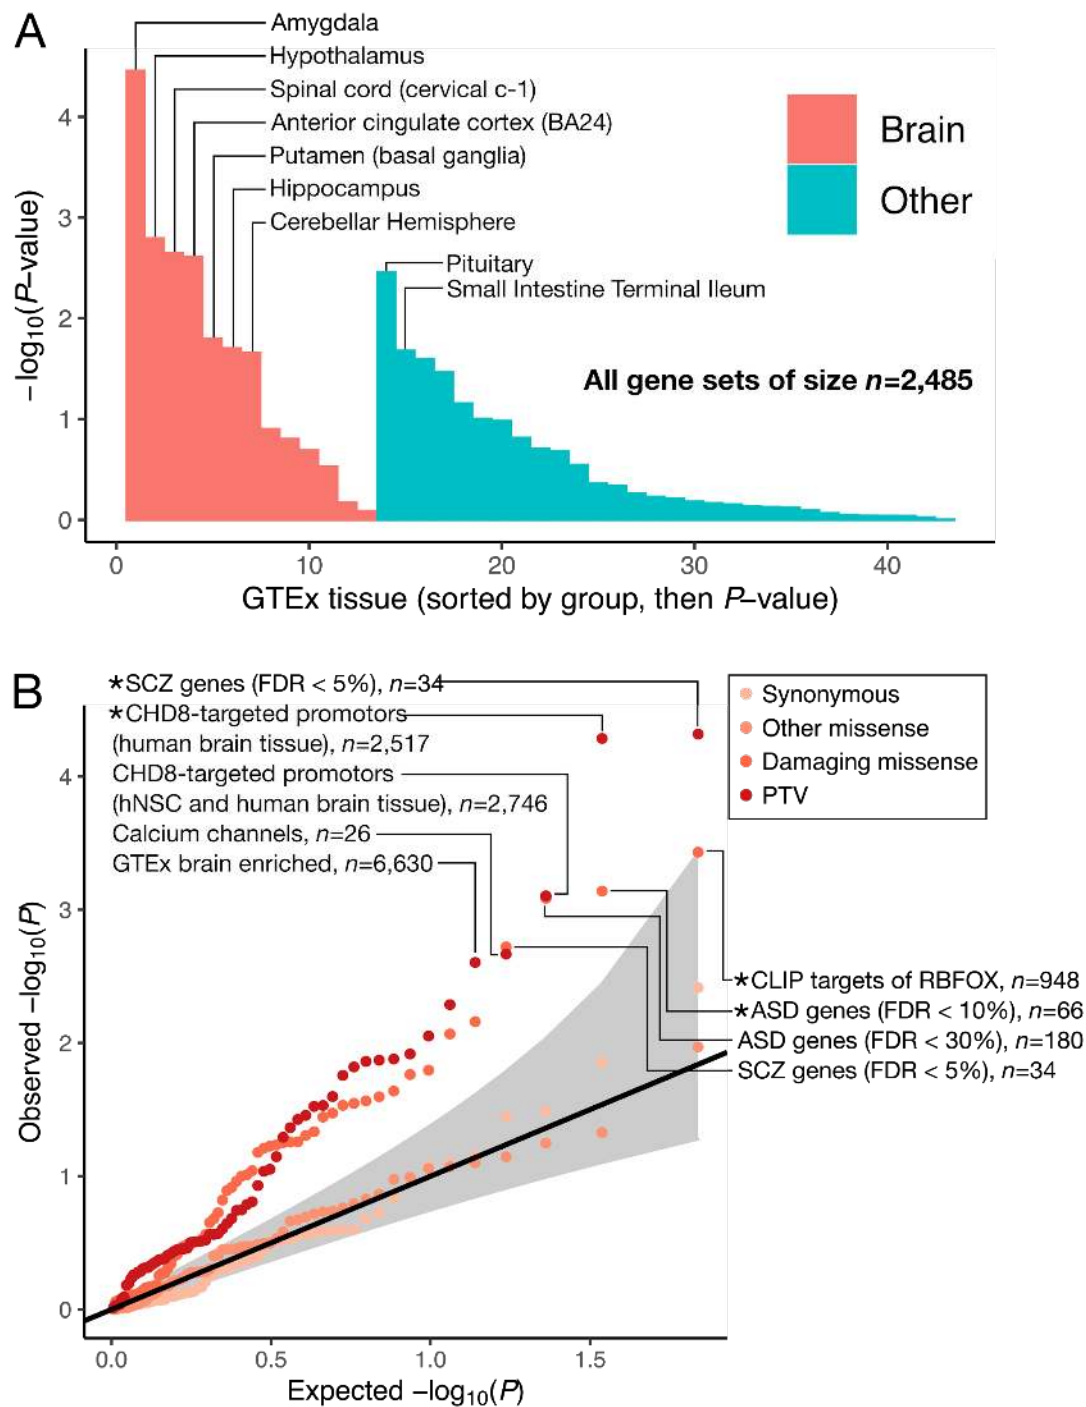 A
Amygdala
Hypothalamus
Spinal cord (cervical c-1)
Anterior cingulate cortex (BA24)
Putamen (basal ganglia)
Hippocampus
Cerebellar Hemisphere
Pituitary
Small Intestine Terminal Ileum
Brain
Other
All gene sets of size n=2,485
−log10(P–value)
4
3
2
1
0
0 10 20 30 40
GTEx tissue (sorted by group, then P–value)
B
*SCZ genes (FDR < 5%), n=34
*CHD8-targeted promotors
(human brain tissue), n=2,517
CHD8-targeted promotors
(hNSC and human brain tissue), n=2,746
Calcium channels, n=26
GTEx brain enriched, n=6,630
Synonymous
Other missense
Damaging missense
PTV
*CLIP targets of RBFOX, n=948
*ASD genes (FDR < 10%), n=66
ASD genes (FDR < 30%), n=180
SCZ genes (FDR < 5%), n=34
Observed −log10(P)
4
3
2
1
0
0.0 0.5 1.0 1.5
Expected −log10(P)